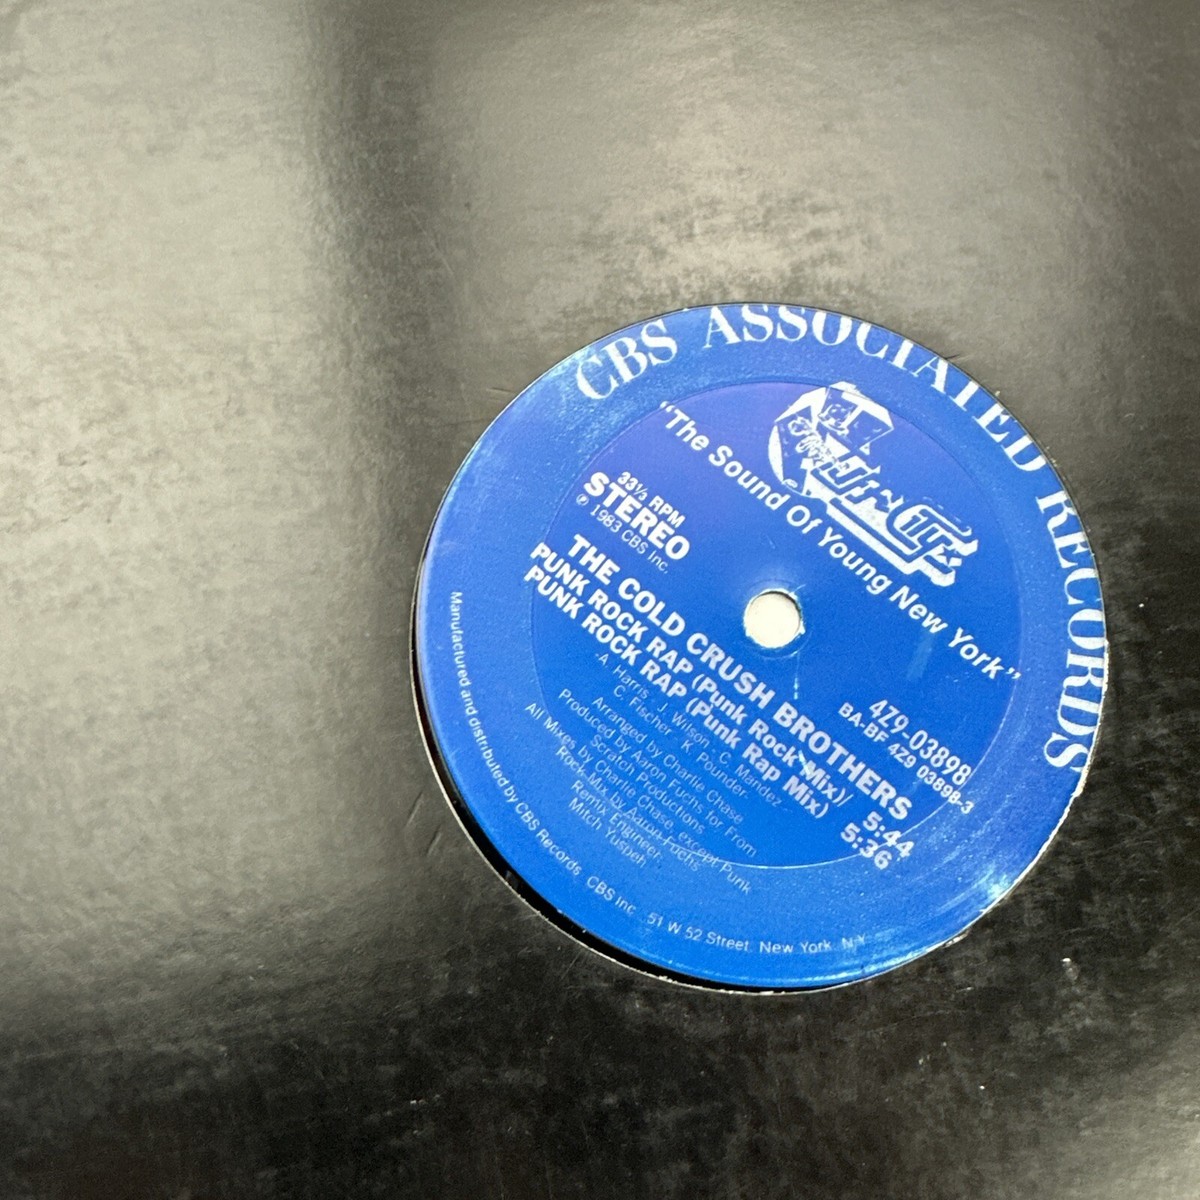 CBS ASSOCIATED RECORDS
Tuff City
"The Sound Of Young New York"
33⅓ RPM
STEREO
℗ 1983 CBS Inc.
4Z9-03898
BA-BF 4Z9 03898-3
THE COLD CRUSH BROTHERS
PUNK ROCK RAP (Punk Rock Mix) 5:44
PUNK ROCK RAP (Punk Rap Mix) 5:36
-A. Harris - J. Wilson - C. Mandez
C. Fischer - K. Pounder-
Arranged by Charlie Chase
Produced by Aaron Fuchs for From
Scratch Productions
All Mixes by Charlie Chase, except Punk
Rock Mix by Aaron Fuchs
Remix Engineer:
Mitch Yuspeh
Manufactured and distributed by CBS Records CBS Inc. 51 W 52 Street, New York, N.Y.